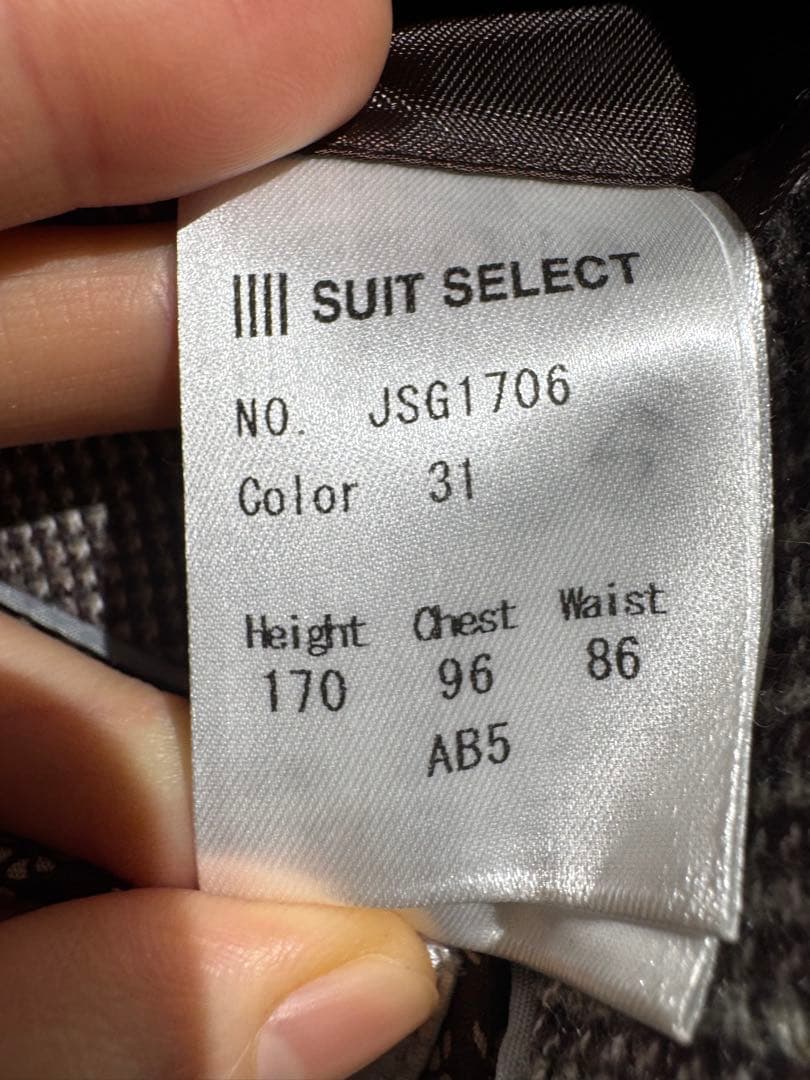 SUIT SELECT
NO. JSG1706
Color 31
Height Chest Waist
170 96 86
AB5